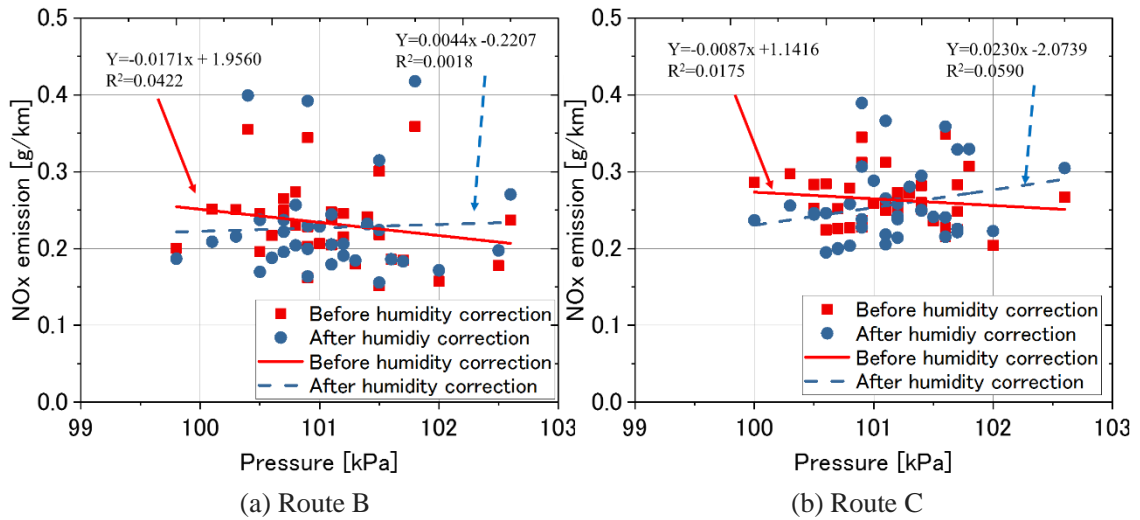 0.5
0.4
0.3
0.2
0.1
0.0
NOx emission [g/km]
Y=-0.0171x + 1.9560
R²=0.0422
Y=0.0044x -0.2207
R²=0.0018
Before humidity correction
After humidiy correction
Before humidity correction
After humidity correction
99 100 101 102 103
Pressure [kPa]
(a) Route B
0.5
0.4
0.3
0.2
0.1
0.0
NOx emission [g/km]
Y=-0.0087x +1.1416
R²=0.0175
Y=0.0230x -2.0739
R²=0.0590
Before humidity correction
After humidity correction
Before humidity correction
After humidity correction
99 100 101 102 103
Pressure [kPa]
(b) Route C